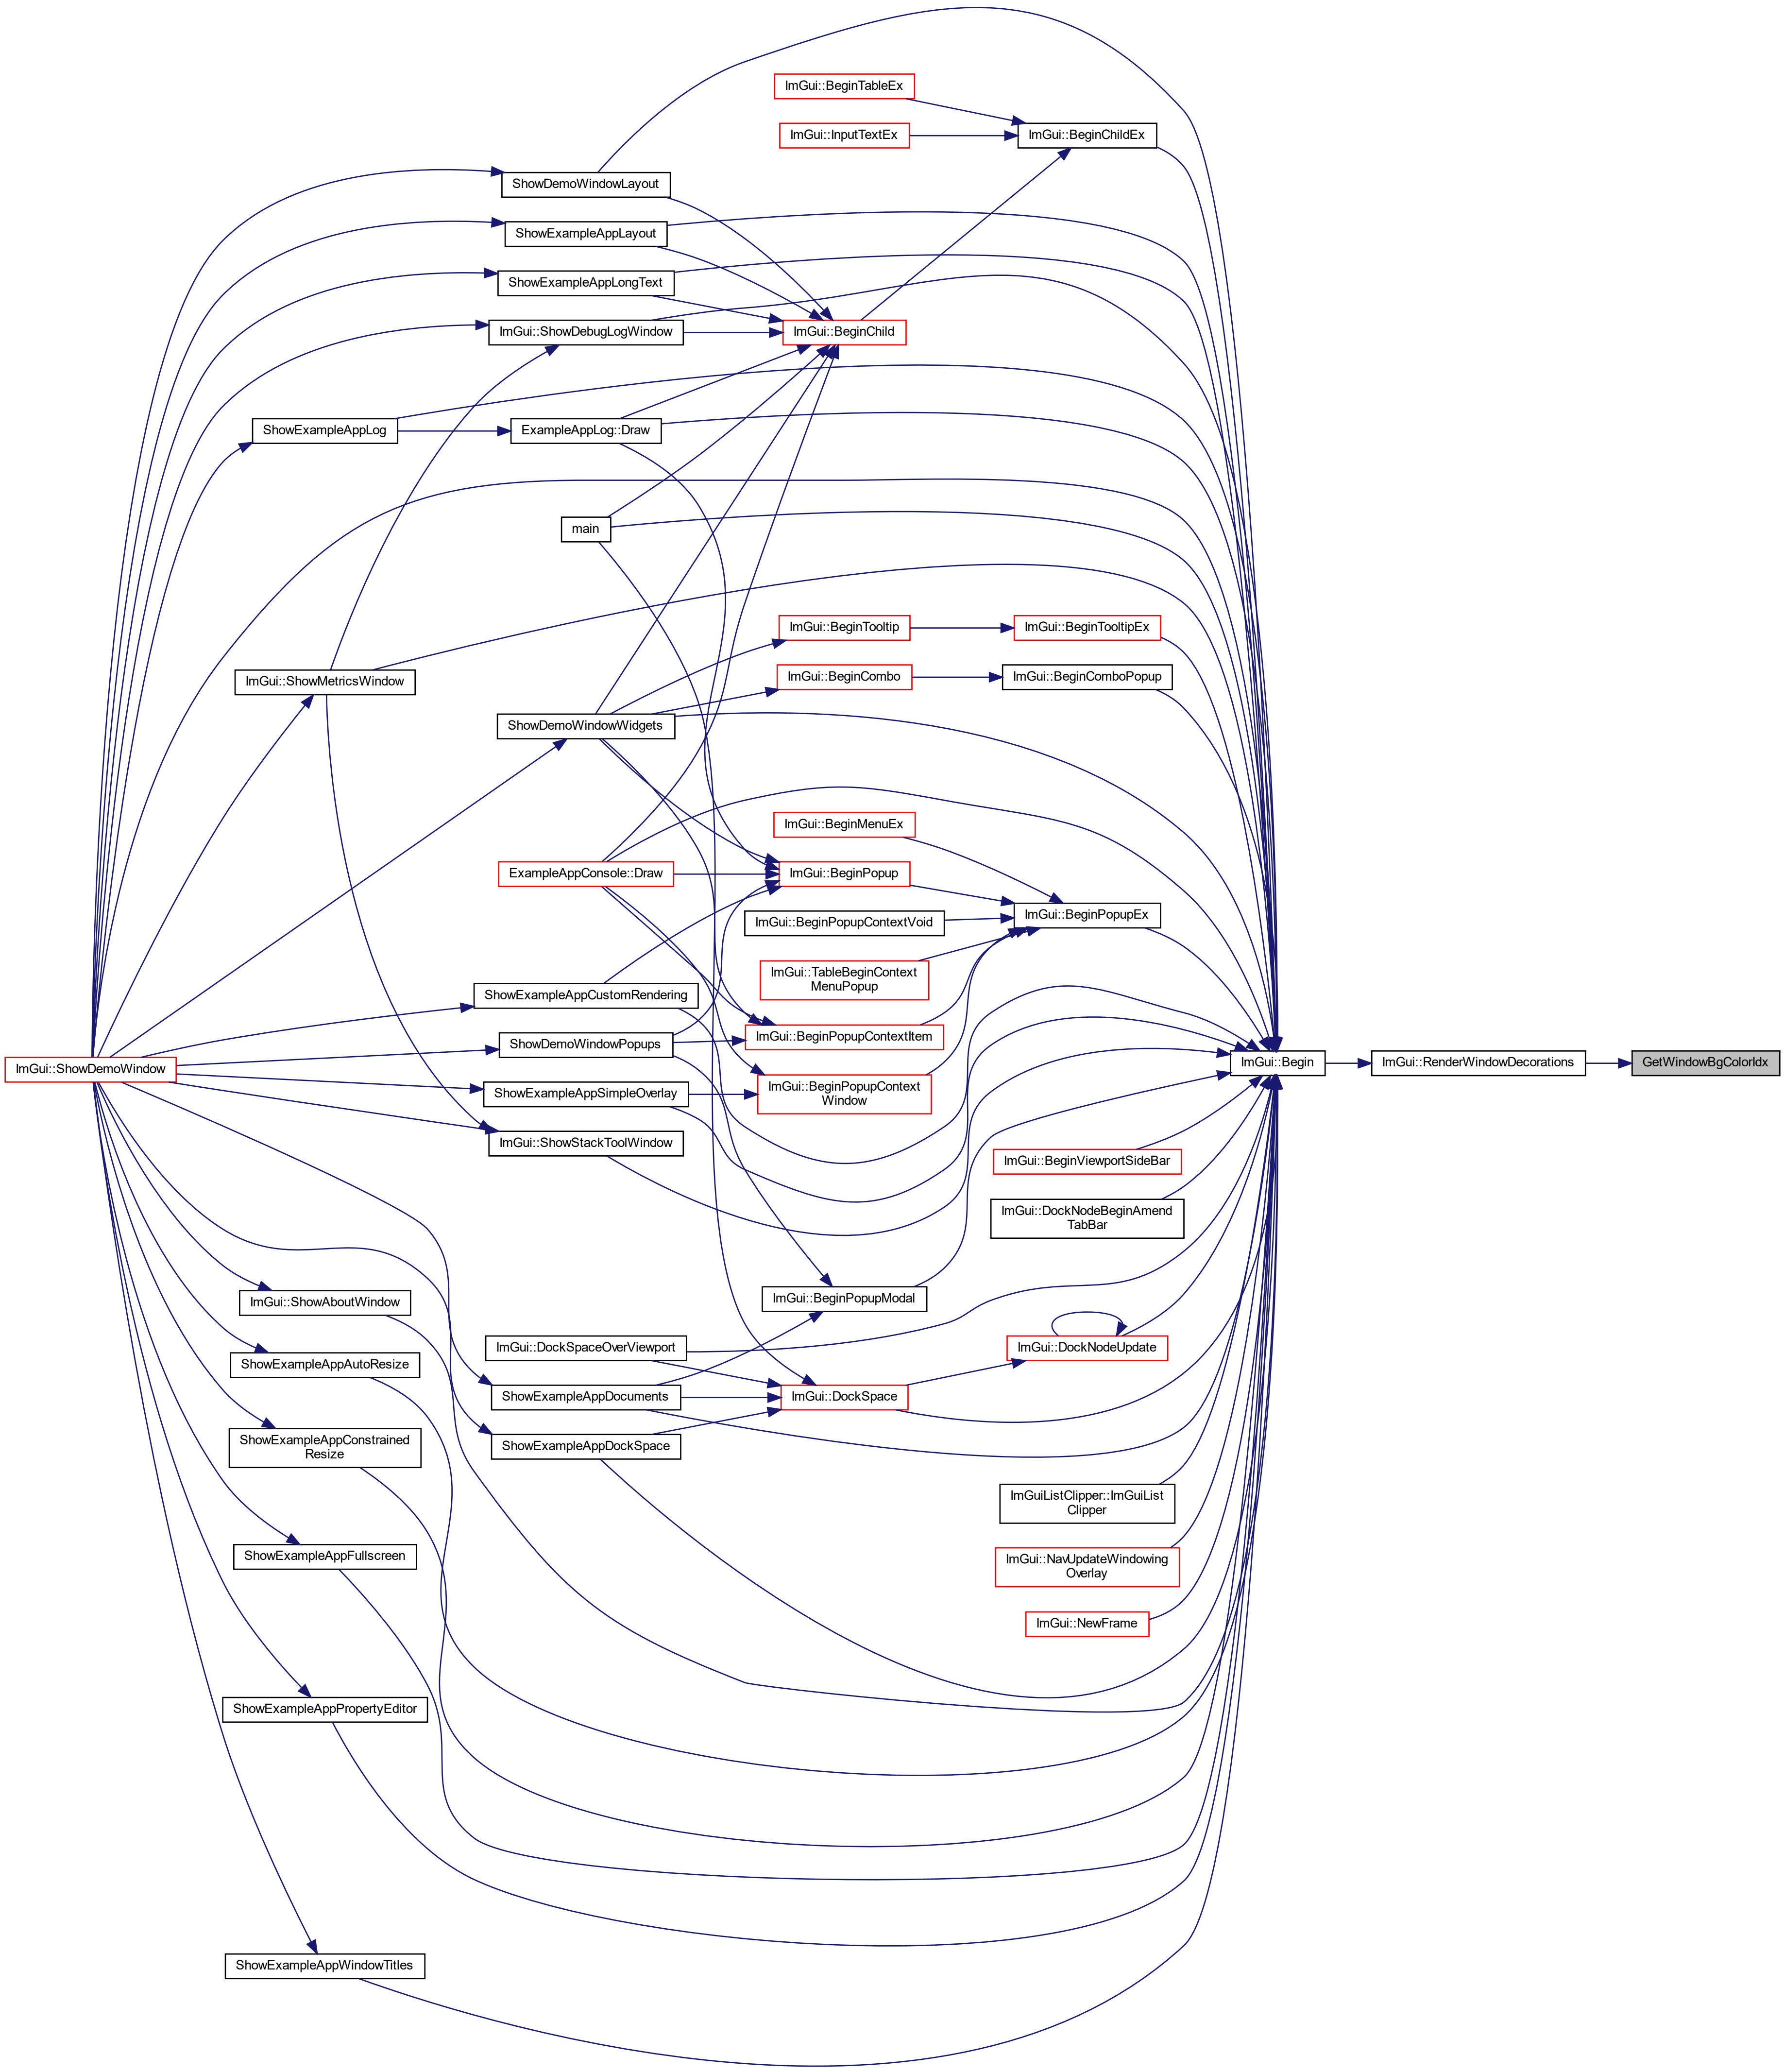 ImGui::BeginTableEx
ImGui::InputTextEx
ImGui::BeginChildEx
ShowDemoWindowLayout
ShowExampleAppLayout
ShowExampleAppLongText
ImGui::ShowDebugLogWindow
ImGui::BeginChild
ShowExampleAppLog
ExampleAppLog::Draw
main
ImGui::BeginTooltip
ImGui::BeginTooltipEx
ImGui::ShowMetricsWindow
ImGui::BeginCombo
ImGui::BeginComboPopup
ShowDemoWindowWidgets
ImGui::BeginMenuEx
ExampleAppConsole::Draw
ImGui::BeginPopup
ImGui::BeginPopupContextVoid
ImGui::BeginPopupEx
ImGui::TableBeginContext
MenuPopup
ShowExampleAppCustomRendering
ImGui::BeginPopupContextItem
ShowDemoWindowPopups
ImGui::ShowDemoWindow
ImGui::Begin
ImGui::RenderWindowDecorations
GetWindowBgColorIdx
ShowExampleAppSimpleOverlay
ImGui::BeginPopupContext
Window
ImGui::ShowStackToolWindow
ImGui::BeginViewportSideBar
ImGui::DockNodeBeginAmend
TabBar
ImGui::ShowAboutWindow
ImGui::BeginPopupModal
ImGui::DockSpaceOverViewport
ImGui::DockNodeUpdate
ShowExampleAppAutoResize
ShowExampleAppDocuments
ImGui::DockSpace
ShowExampleAppConstrained
Resize
ShowExampleAppDockSpace
ImGuiListClipper::ImGuiList
Clipper
ShowExampleAppFullscreen
ImGui::NavUpdateWindowing
Overlay
ImGui::NewFrame
ShowExampleAppPropertyEditor
ShowExampleAppWindowTitles